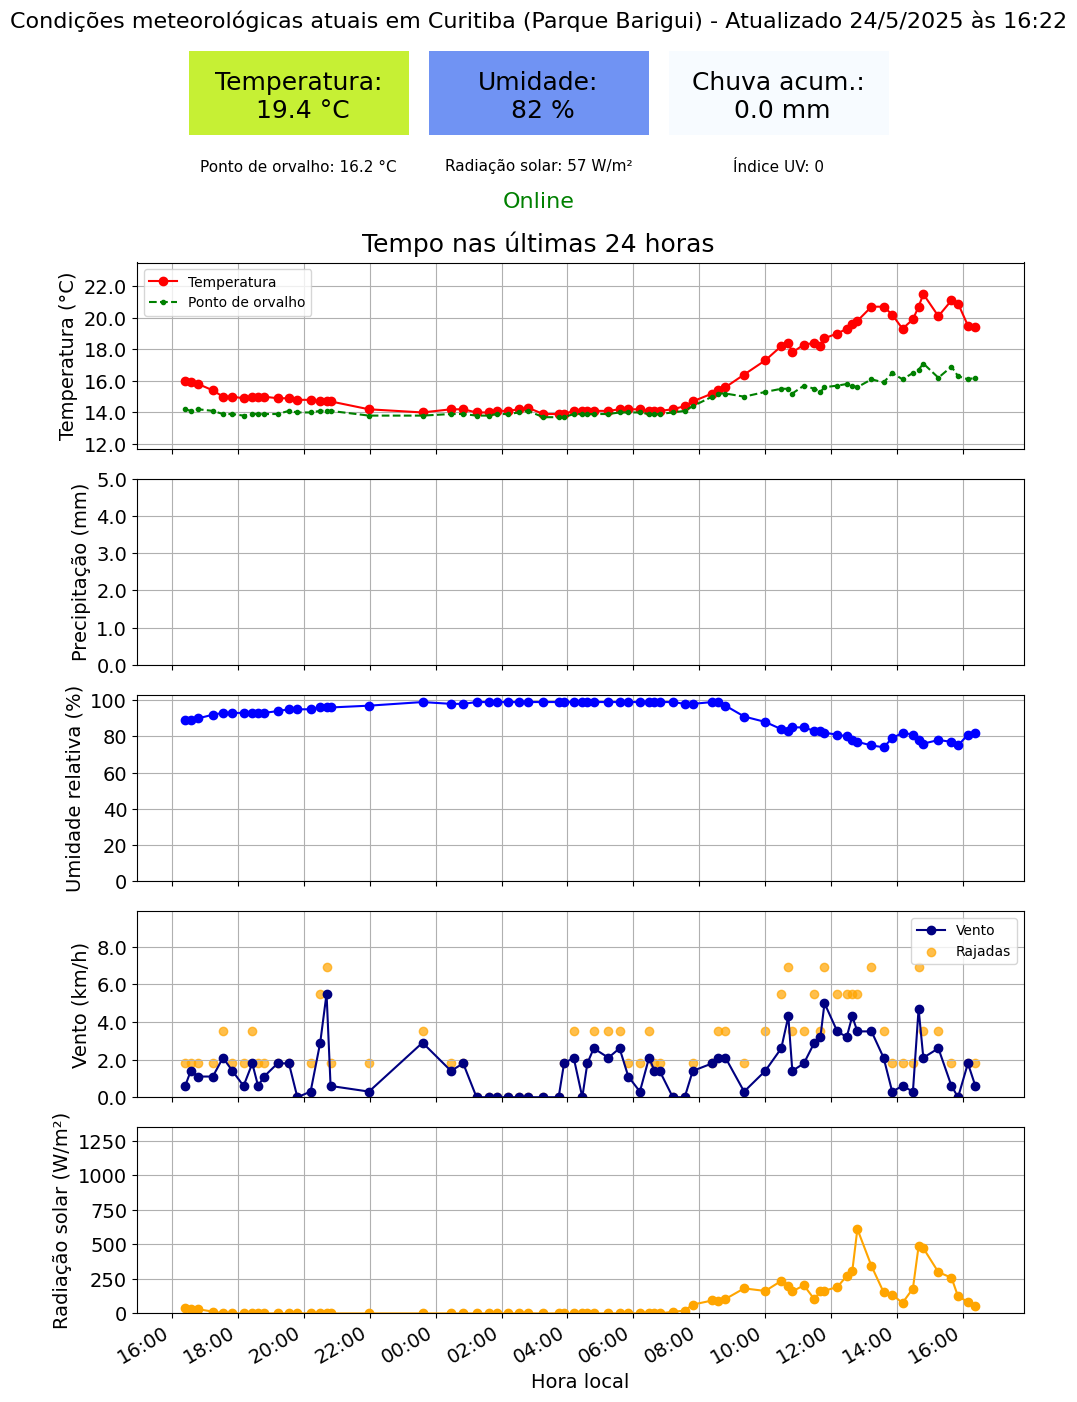 Condições meteorológicas atuais em Curitiba (Parque Barigui) - Atualizado 24/5/2025 às 16:22
Temperatura:
19.4 °C
Umidade:
82 %
Chuva acum.:
0.0 mm
Ponto de orvalho: 16.2 °C
Radiação solar: 57 W/m²
Índice UV: 0
Online
Tempo nas últimas 24 horas
Temperatura (°C)
22.0
20.0
18.0
16.0
14.0
12.0
Temperatura
Ponto de orvalho
Precipitação (mm)
5.0
4.0
3.0
2.0
1.0
0.0
Umidade relativa (%)
100
80
60
40
20
0
Vento (km/h)
8.0
6.0
4.0
2.0
0.0
Vento
Rajadas
Radiação solar (W/m²)
1250
1000
750
500
250
0
16:00 18:00 20:00 22:00 00:00 02:00 04:00 06:00 08:00 10:00 12:00 14:00 16:00
Hora local